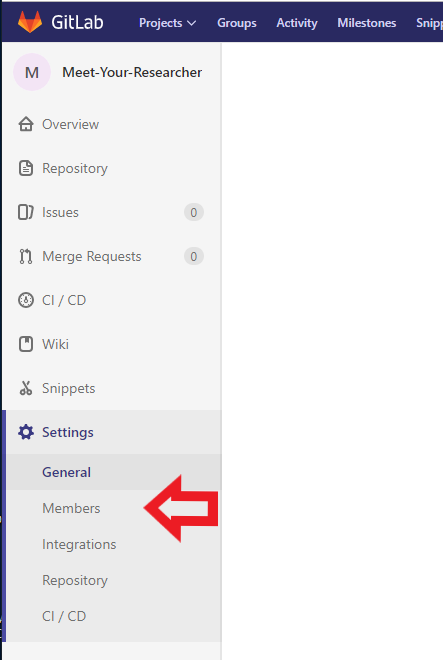 GitLab Projects Groups Activity Milestones
M Meet-Your-Researcher
Overview
Repository
Issues 0
Merge Requests 0
CI / CD
Wiki
Snippets
Settings
General
Members
Integrations
Repository
CI / CD